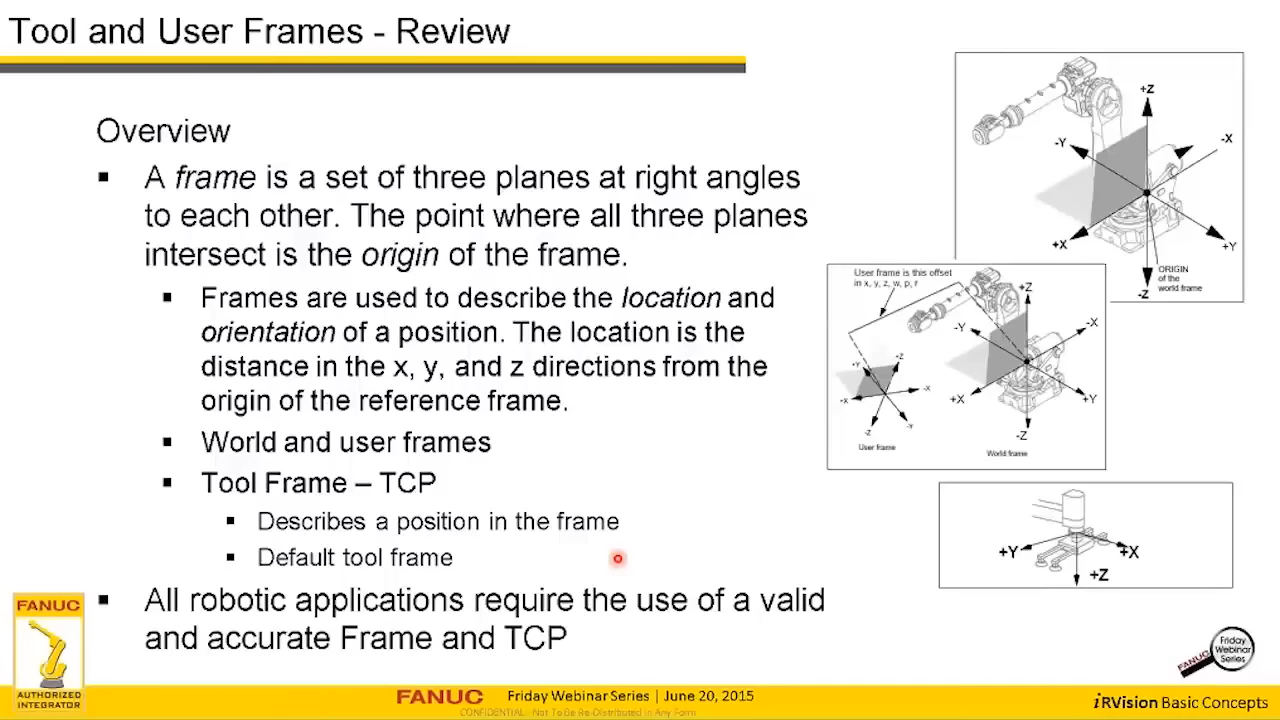 Tool and User Frames - Review
Overview
▪ A frame is a set of three planes at right angles
to each other. The point where all three planes
intersect is the origin of the frame.
▪ Frames are used to describe the location and
orientation of a position. The location is the
distance in the x, y, and z directions from the
origin of the reference frame.
▪ World and user frames
▪ Tool Frame – TCP
▪ Describes a position in the frame
▪ Default tool frame
▪ All robotic applications require the use of a valid
and accurate Frame and TCP
+Z
-Y
-X
+X
+Y
-Z
ORIGIN
of the
world frame
User frame is this offset
in x, y, z, w, p, r
+Z
-Y
-X
+X
+Y
-Z
World frame
+Y
-Z
-X
-X
-Z
-Y
User frame
+Y
+X
+Z
FANUC
AUTHORIZED
INTEGRATOR
Friday
Webinar
Series
FANUC
FANUC Friday Webinar Series | June 20, 2015
CONFIDENTIAL - Not To Be Re-Distributed In Any Form
iRVision Basic Concepts